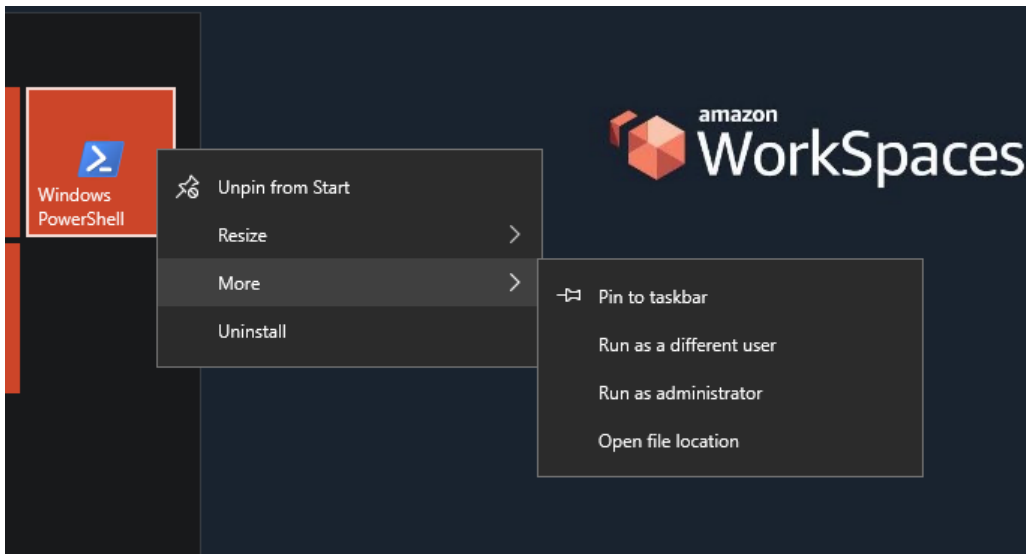 Windows
PowerShell
Unpin from Start
Resize
More
Uninstall
Pin to taskbar
Run as a different user
Run as administrator
Open file location
amazon
WorkSpaces